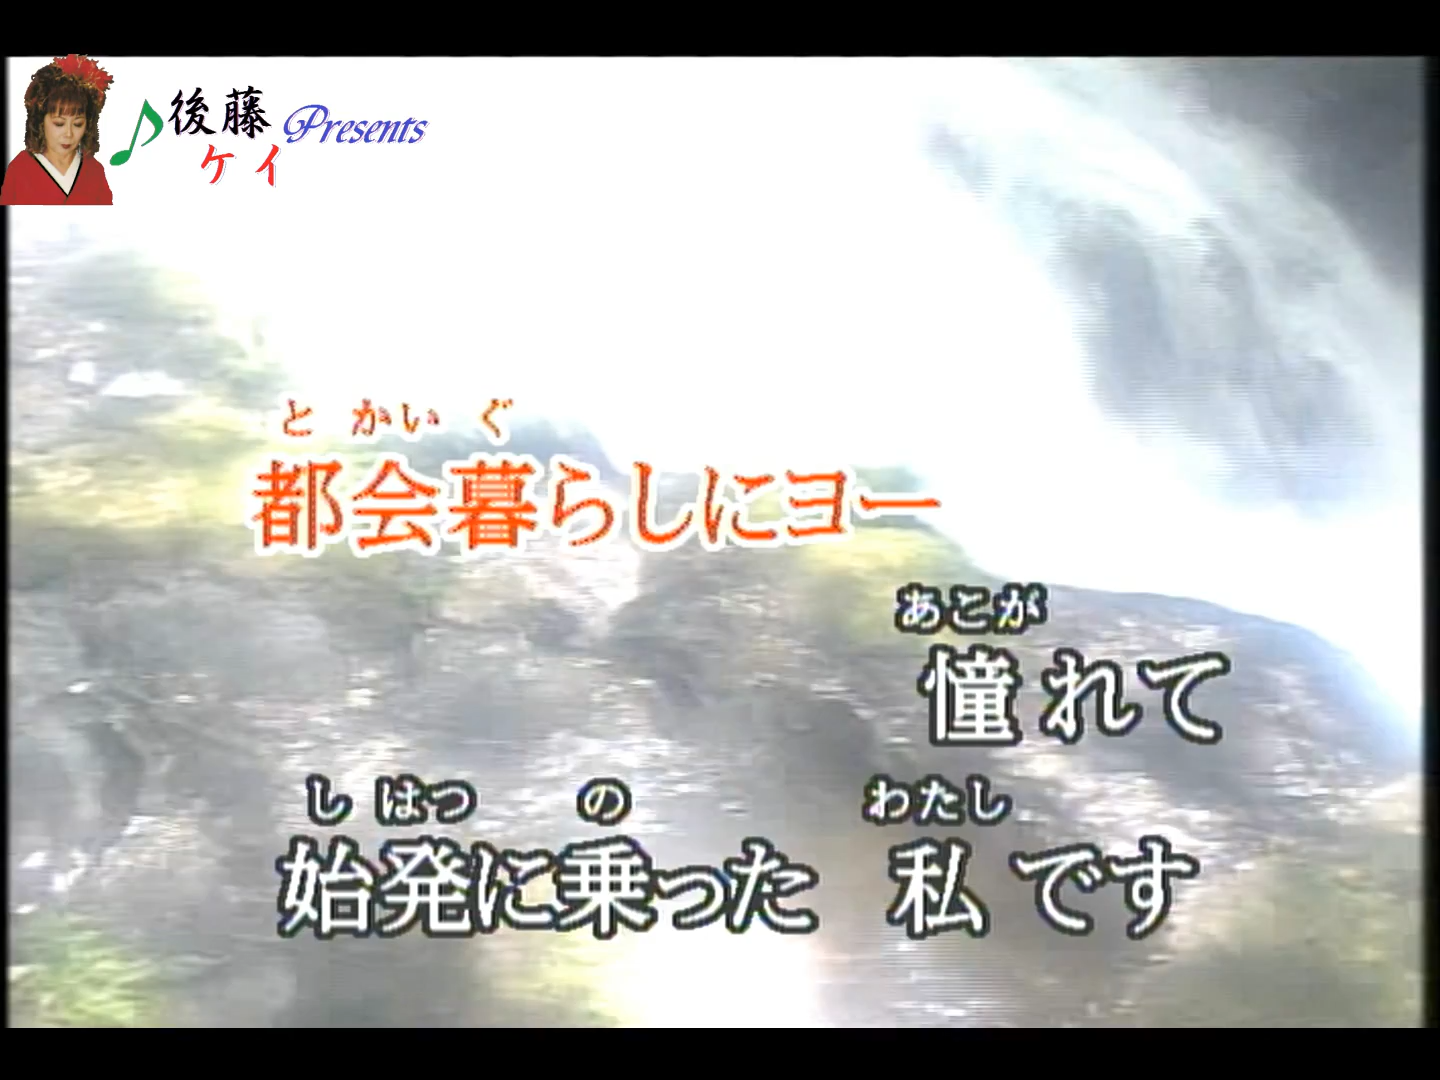 後藤
ケイ
Presents
とかいぐ
都会暮らしにヨー
あこが
憧れて
しはつ の わたし
始発に乗った 私です